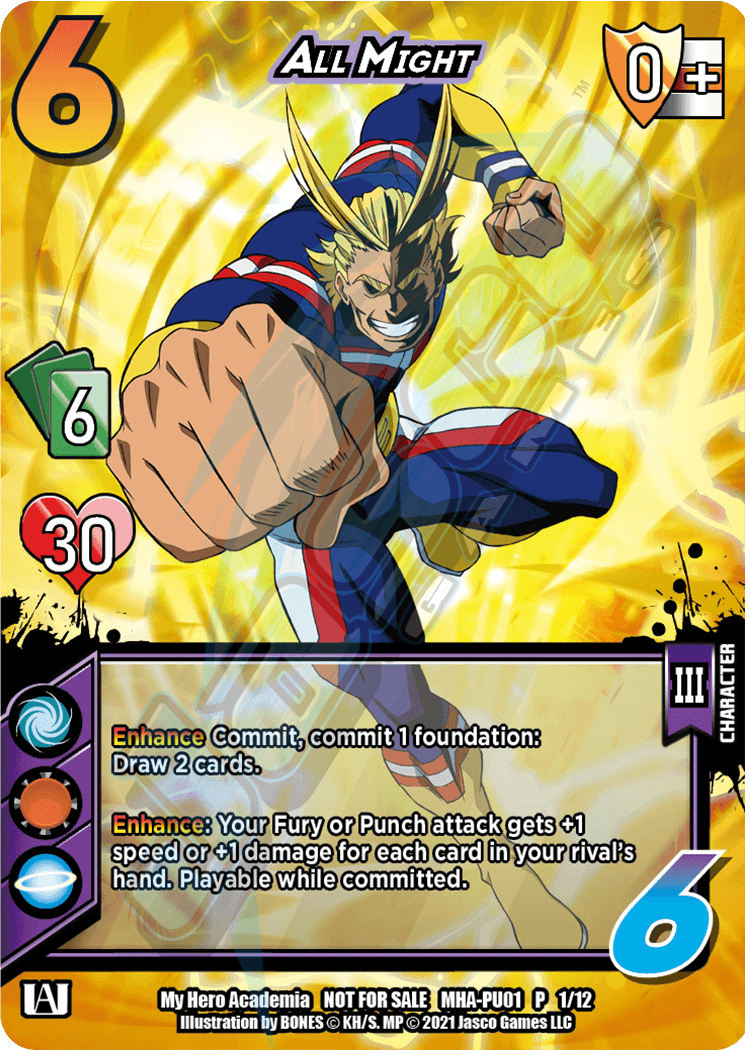 6
ALL MIGHT
0 +
TM
6
30
III
CHARACTER
Enhance Commit, commit 1 foundation:
Draw 2 cards.
Enhance: Your Fury or Punch attack gets +1
speed or +1 damage for each card in your rival's
hand. Playable while committed.
6
UA
My Hero Academia NOT FOR SALE MHA-PU01 P 1/12
Illustration by BONES © KH/S. MP © 2021 Jasco Games LLC